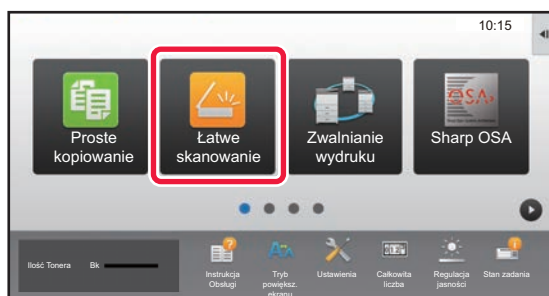 10:15
Proste
kopiowanie
Łatwe
skanowanie
Zwalnianie
wydruku
Sharp OSA
Ilość Tonera Bk
Instrukcja
Obsługi
Tryb
powiększ.
ekranu
Ustawienia
Całkowita
liczba
Regulacja
jasności
Stan zadania